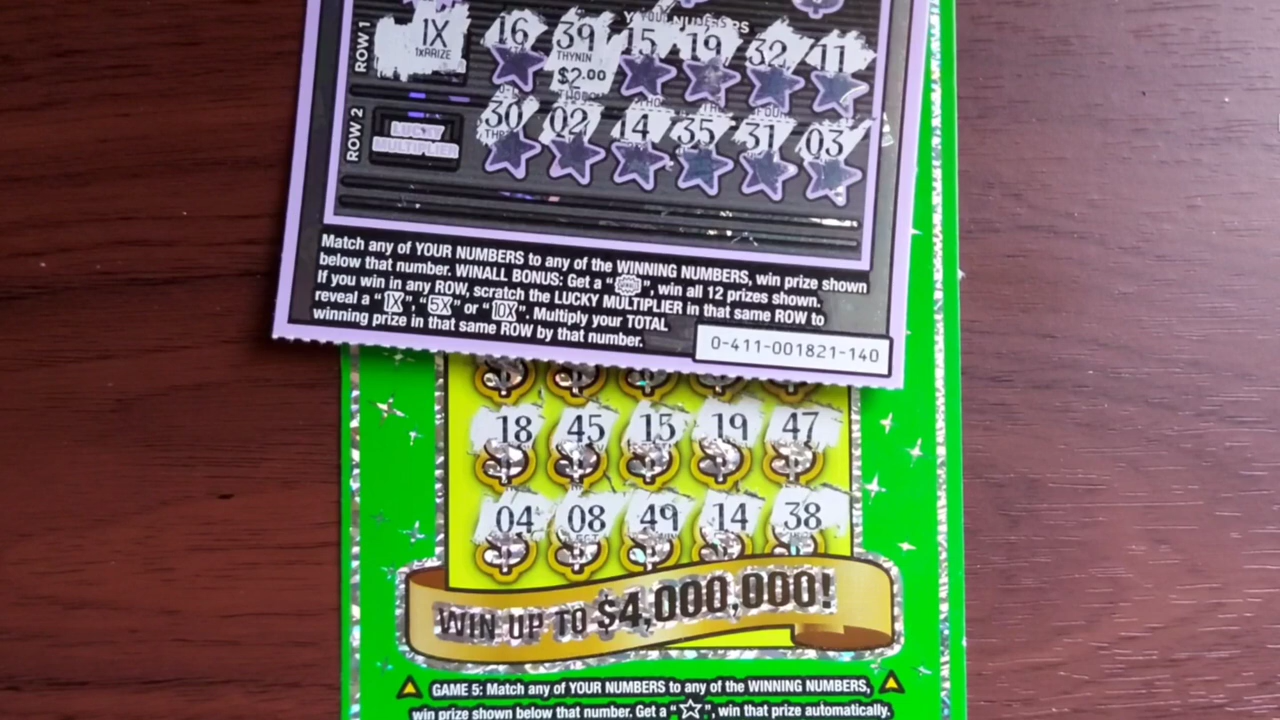 YOUR NUMBERS
ROW 1
1X
16 39 15 19 32 11
THYNIN
$2.00
ROW 2
LUCKY
MULTIPLIER
30 02 14 35 31 03
Match any of YOUR NUMBERS to any of the WINNING NUMBERS, win prize shown
below that number. WINALL BONUS: Get a " ", win all 12 prizes shown.
If you win in any ROW, scratch the LUCKY MULTIPLIER in that same ROW to
reveal a "1X", "5X" or "10X". Multiply your TOTAL
winning prize in that same ROW by that number.
0-411-001821-140
18 45 15 19 47
04 08 49 14 38
WIN UP TO $4,000,000!
GAME 5: Match any of YOUR NUMBERS to any of the WINNING NUMBERS,
win prize shown below that number. Get a "☆", win that prize automatically.